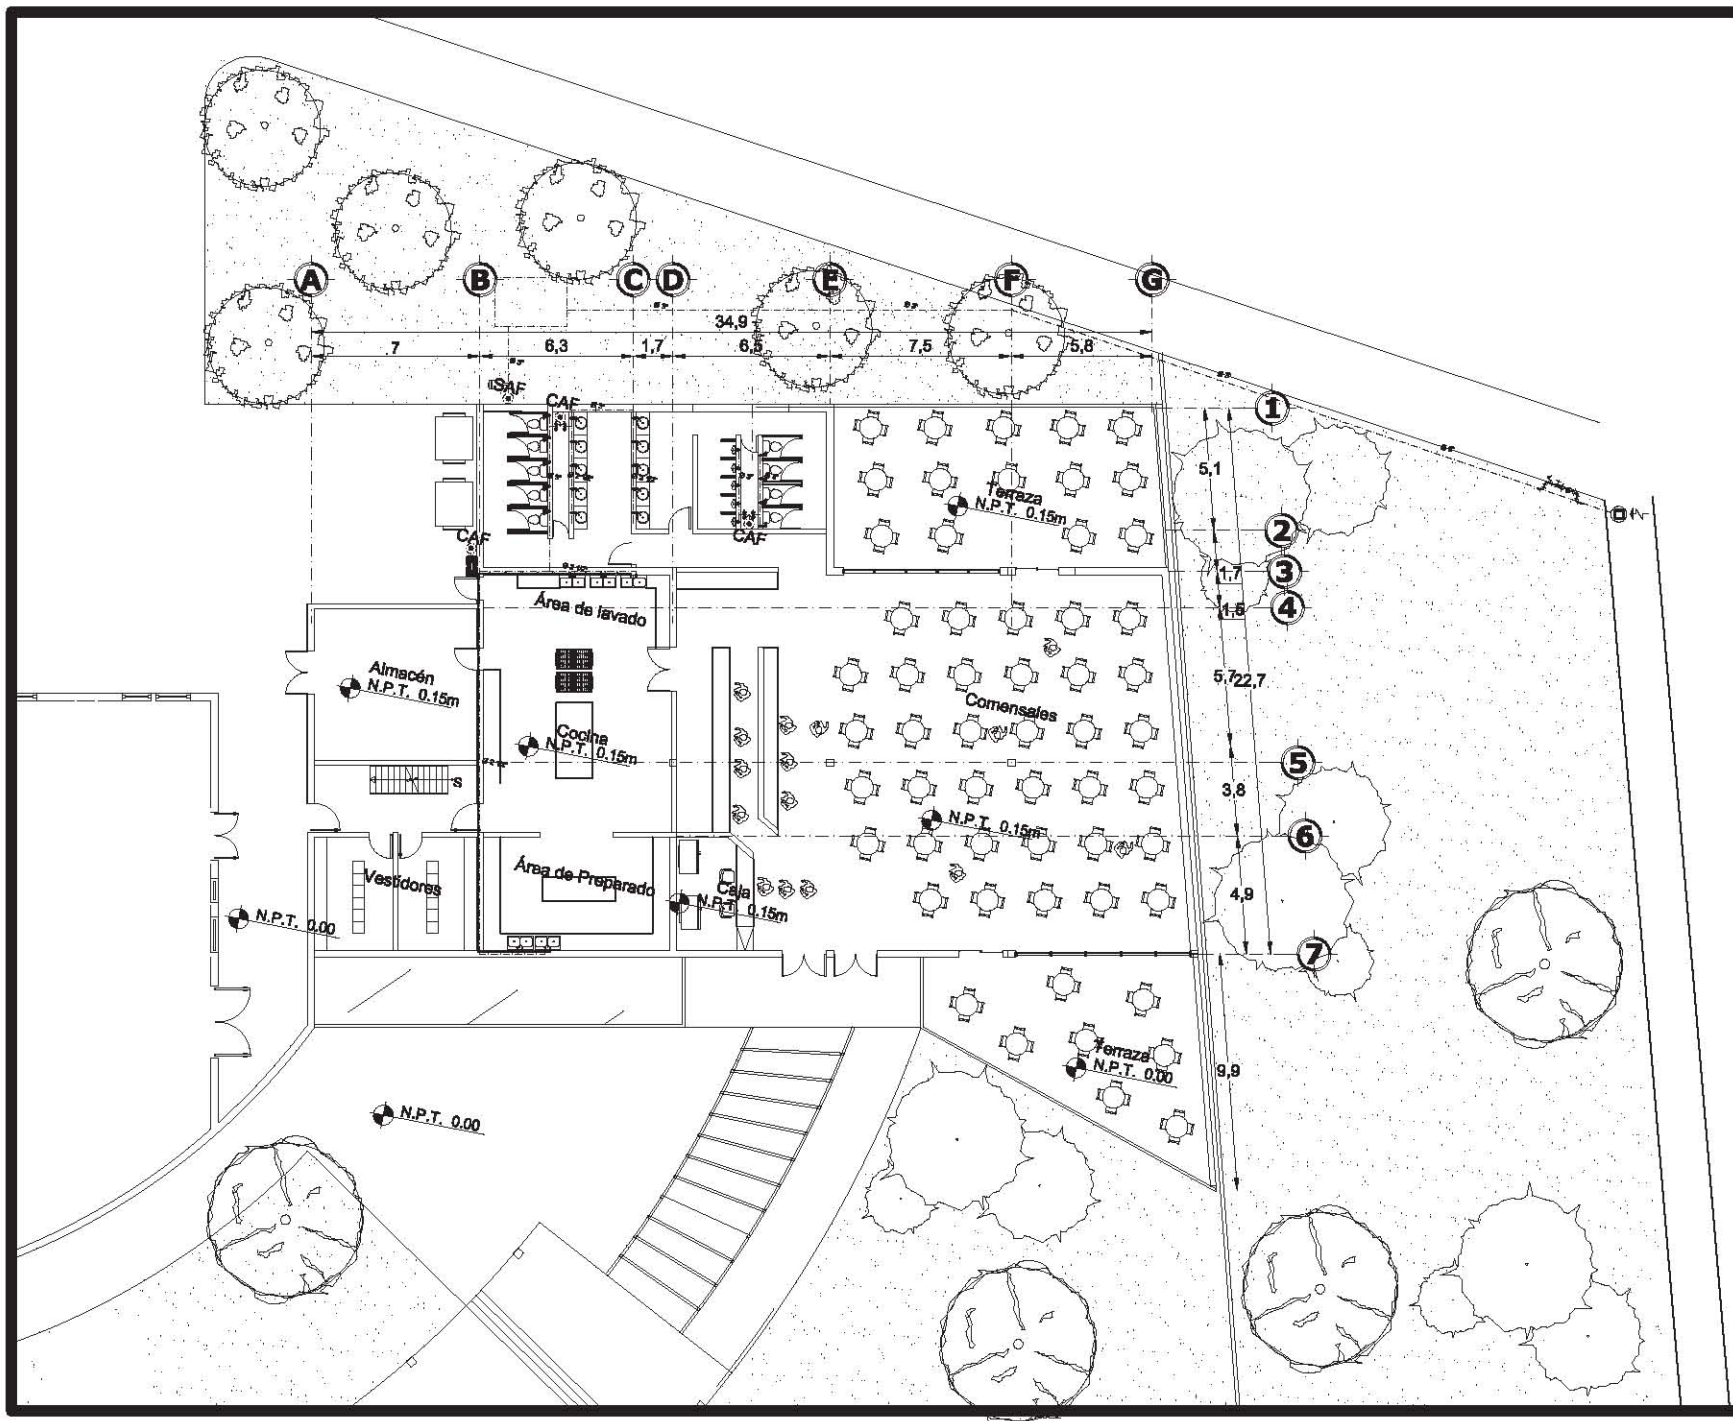 A B C D E F G
34,9
.7 6,3 1,7 6,5 7,5 5,8
SAF
CAF
1
5,1
Terraza
N.P.T. 0.15m
2
CAF
CAF
3
1,7
4
1,5
Área de lavado
Almacén
N.P.T. 0.15m
5,7
22,7
Comensales
Cocina
N.P.T. 0.15m
5
S
3,8
N.P.T. 0.15m
6
Vestidores
Área de Preparado
Caja
N.P.T. 0.15m
4,9
N.P.T. 0.00
7
Terraza
N.P.T. 0.00
9,9
N.P.T. 0.00